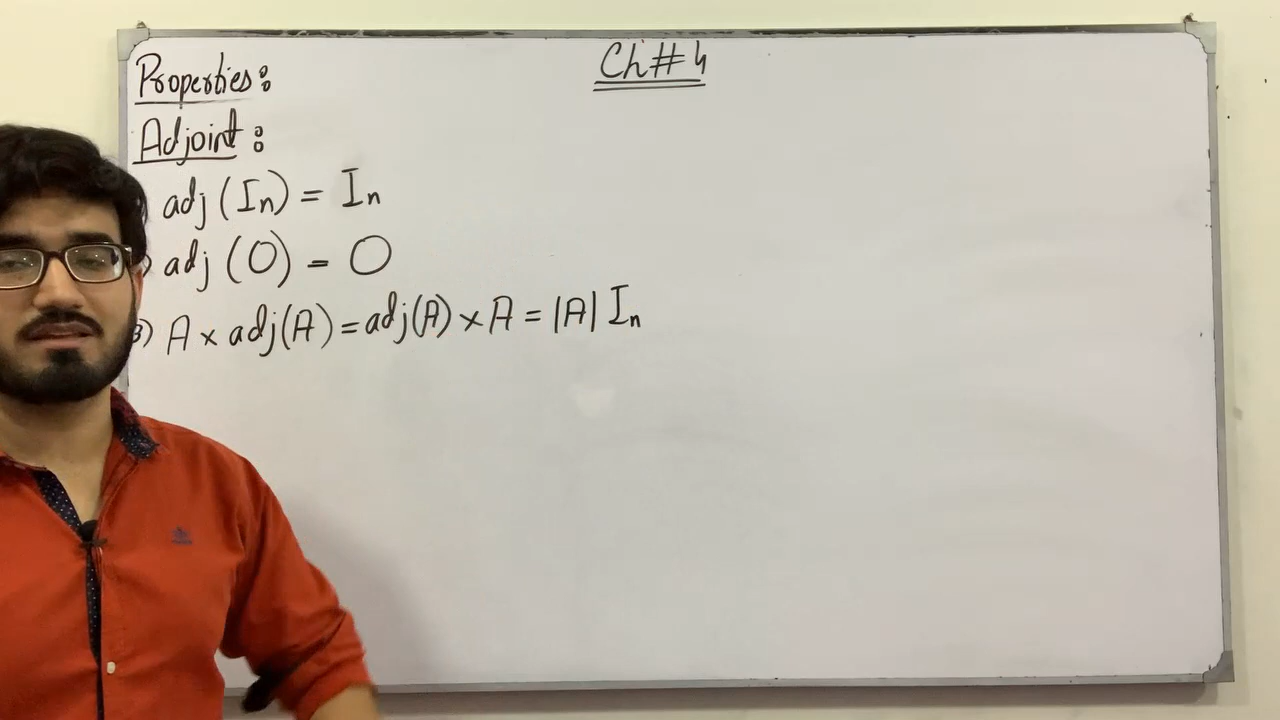 Ch # 4
Properties:
Adjoint:
) adj (In) = In
) adj (O) = O
3) A × adj(A) = adj(A) × A = |A| In